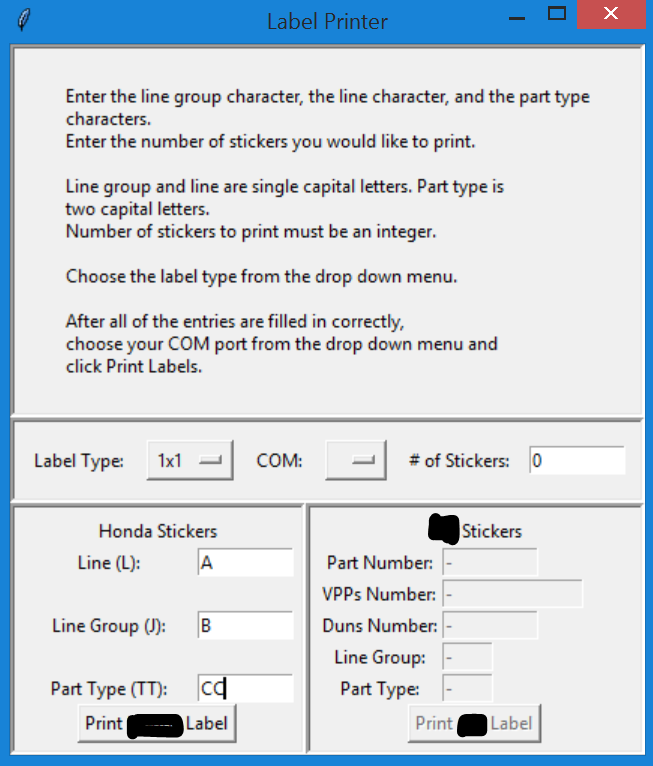 Label Printer
Enter the line group character, the line character, and the part type
characters.
Enter the number of stickers you would like to print.
Line group and line are single capital letters. Part type is
two capital letters.
Number of stickers to print must be an integer.
Choose the label type from the drop down menu.
After all of the entries are filled in correctly,
choose your COM port from the drop down menu and
click Print Labels.
Label Type: 1x1 COM: # of Stickers: 0
Honda Stickers
Line (L): A
Line Group (J): B
Part Type (TT): CC
Print Label
Stickers
Part Number: -
VPPs Number: -
Duns Number: -
Line Group: -
Part Type: -
Print Label